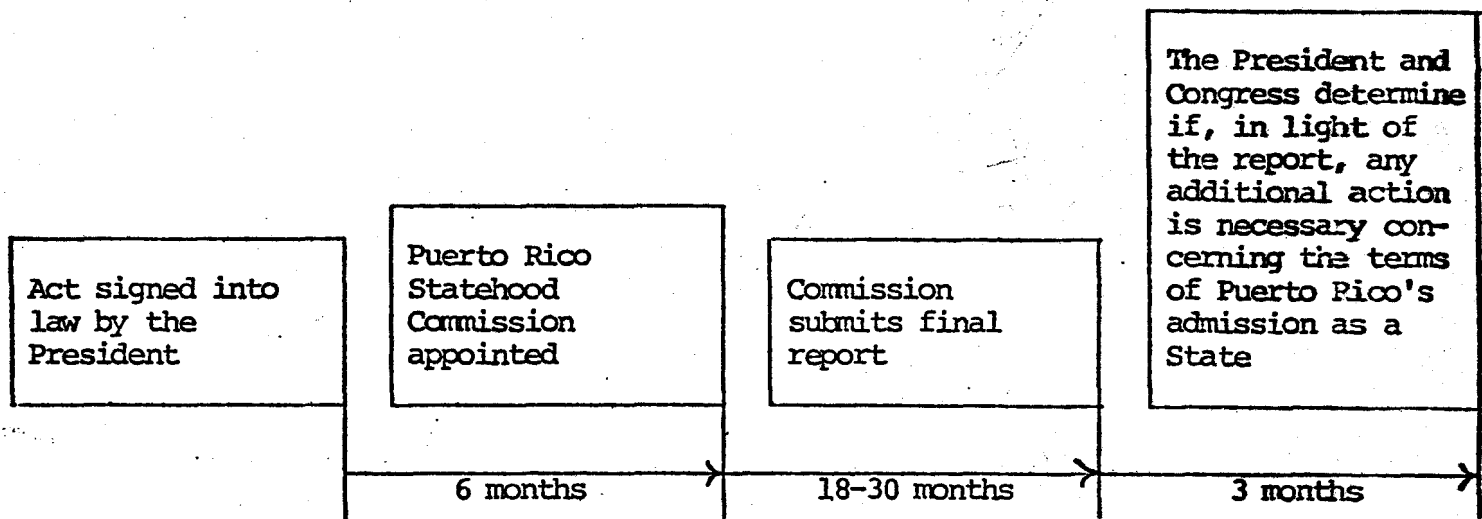 Act signed into
law by the
President
Puerto Rico
Statehood
Commission
appointed
Commission
submits final
report
The President and
Congress determine
if, in light of
the report, any
additional action
is necessary con-
cerning the terms
of Puerto Rico's
admission as a
State
6 months
18-30 months
3 months